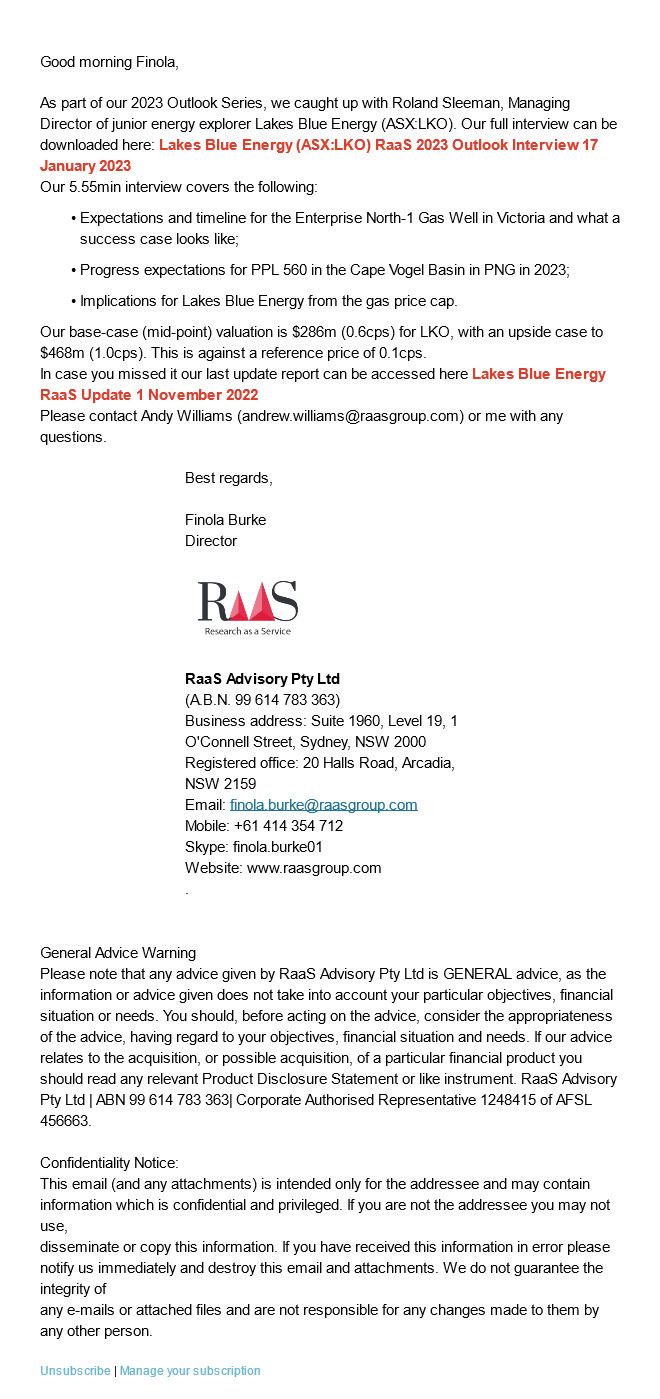 Good morning Finola,
As part of our 2023 Outlook Series, we caught up with Roland Sleeman, Managing
Director of junior energy explorer Lakes Blue Energy (ASX:LKO). Our full interview can be
downloaded here: Lakes Blue Energy (ASX:LKO) RaaS 2023 Outlook Interview 17
January 2023
Our 5.55min interview covers the following:
• Expectations and timeline for the Enterprise North-1 Gas Well in Victoria and what a
success case looks like;
• Progress expectations for PPL 560 in the Cape Vogel Basin in PNG in 2023;
• Implications for Lakes Blue Energy from the gas price cap.
Our base-case (mid-point) valuation is $286m (0.6cps) for LKO, with an upside case to
$468m (1.0cps). This is against a reference price of 0.1cps.
In case you missed it our last update report can be accessed here Lakes Blue Energy
RaaS Update 1 November 2022
Please contact Andy Williams (andrew.williams@raasgroup.com) or me with any
questions.
Best regards,
Finola Burke
Director
RaaS
Research as a Service
RaaS Advisory Pty Ltd
(A.B.N. 99 614 783 363)
Business address: Suite 1960, Level 19, 1
O'Connell Street, Sydney, NSW 2000
Registered office: 20 Halls Road, Arcadia,
NSW 2159
Email: finola.burke@raasgroup.com
Mobile: +61 414 354 712
Skype: finola.burke01
Website: www.raasgroup.com
.
General Advice Warning
Please note that any advice given by RaaS Advisory Pty Ltd is GENERAL advice, as the
information or advice given does not take into account your particular objectives, financial
situation or needs. You should, before acting on the advice, consider the appropriateness
of the advice, having regard to your objectives, financial situation and needs. If our advice
relates to the acquisition, or possible acquisition, of a particular financial product you
should read any relevant Product Disclosure Statement or like instrument. RaaS Advisory
Pty Ltd | ABN 99 614 783 363| Corporate Authorised Representative 1248415 of AFSL
456663.
Confidentiality Notice:
This email (and any attachments) is intended only for the addressee and may contain
information which is confidential and privileged. If you are not the addressee you may not
use,
disseminate or copy this information. If you have received this information in error please
notify us immediately and destroy this email and attachments. We do not guarantee the
integrity of
any e-mails or attached files and are not responsible for any changes made to them by
any other person.
Unsubscribe | Manage your subscription